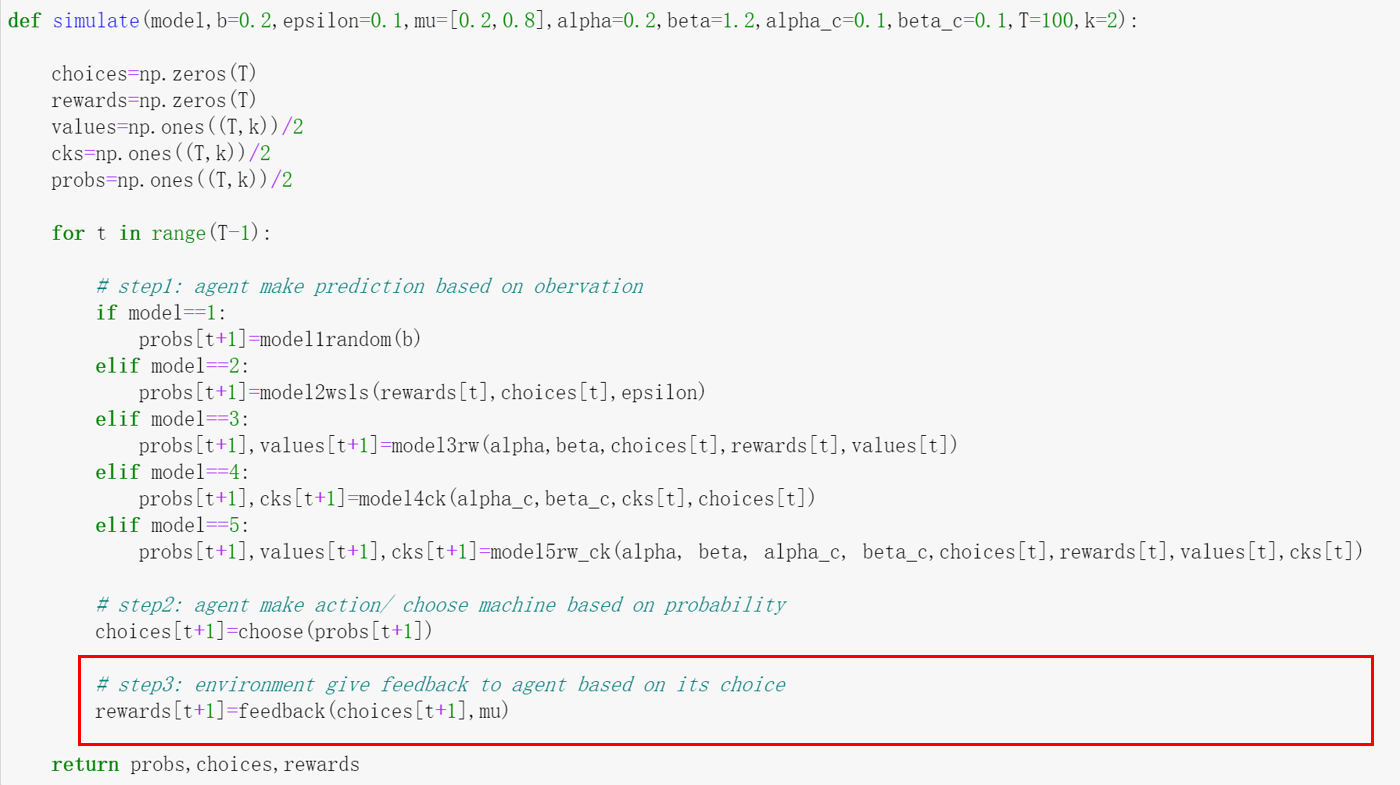 def simulate(model,b=0.2,epsilon=0.1,mu=[0.2,0.8],alpha=0.2,beta=1.2,alpha_c=0.1,beta_c=0.1,T=100,k=2):
choices=np.zeros(T)
rewards=np.zeros(T)
values=np.ones((T,k))/2
cks=np.ones((T,k))/2
probs=np.ones((T,k))/2
for t in range(T-1):
# step1: agent make prediction based on obervation
if model==1:
probs[t+1]=model1random(b)
elif model==2:
probs[t+1]=model2wsls(rewards[t],choices[t],epsilon)
elif model==3:
probs[t+1],values[t+1]=model3rw(alpha,beta,choices[t],rewards[t],values[t])
elif model==4:
probs[t+1],cks[t+1]=model4ck(alpha_c,beta_c,cks[t],choices[t])
elif model==5:
probs[t+1],values[t+1],cks[t+1]=model5rw_ck(alpha, beta, alpha_c, beta_c,choices[t],rewards[t],values[t],cks[t])
# step2: agent make action/ choose machine based on probability
choices[t+1]=choose(probs[t+1])
# step3: environment give feedback to agent based on its choice
rewards[t+1]=feedback(choices[t+1],mu)
return probs,choices,rewards